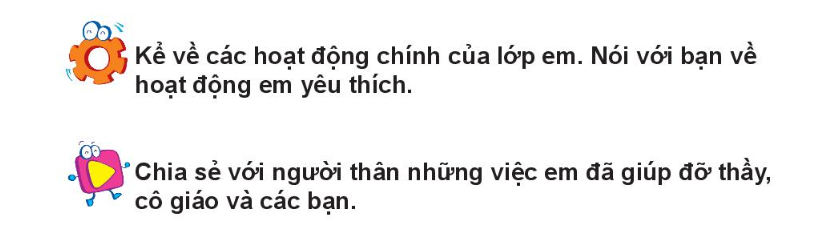 Kể về các hoạt động chính của lớp em. Nói với bạn về
hoạt động em yêu thích.
Chia sẻ với người thân những việc em đã giúp đỡ thầy,
cô giáo và các bạn.